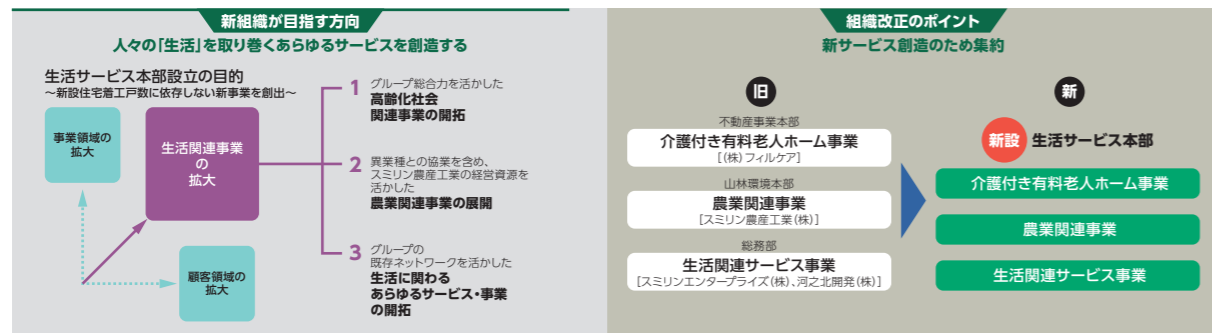 新組織が目指す方向
人々の「生活」を取り巻くあらゆるサービスを創造する
生活サービス本部設立の目的
～新設住宅着工戸数に依存しない新事業を創出～
事業領域の
拡大
生活関連事業
の
拡大
顧客領域の
拡大
1 グループ総合力を活かした
高齢化社会
関連事業の開拓
2 異業種との協業を含め、
スミリン農産工業の経営資源を
活かした
農業関連事業の展開
3 グループの
既存ネットワークを活かした
生活に関わる
あらゆるサービス・事業
の開拓
組織改正のポイント
新サービス創造のため集約
旧
不動産事業本部
介護付き有料老人ホーム事業
[(株)フィルケア]
山林環境本部
農業関連事業
[スミリン農産工業(株)]
総務部
生活関連サービス事業
[スミリンエンタープライズ(株)、河之北開発(株)]
新
新設 生活サービス本部
介護付き有料老人ホーム事業
農業関連事業
生活関連サービス事業